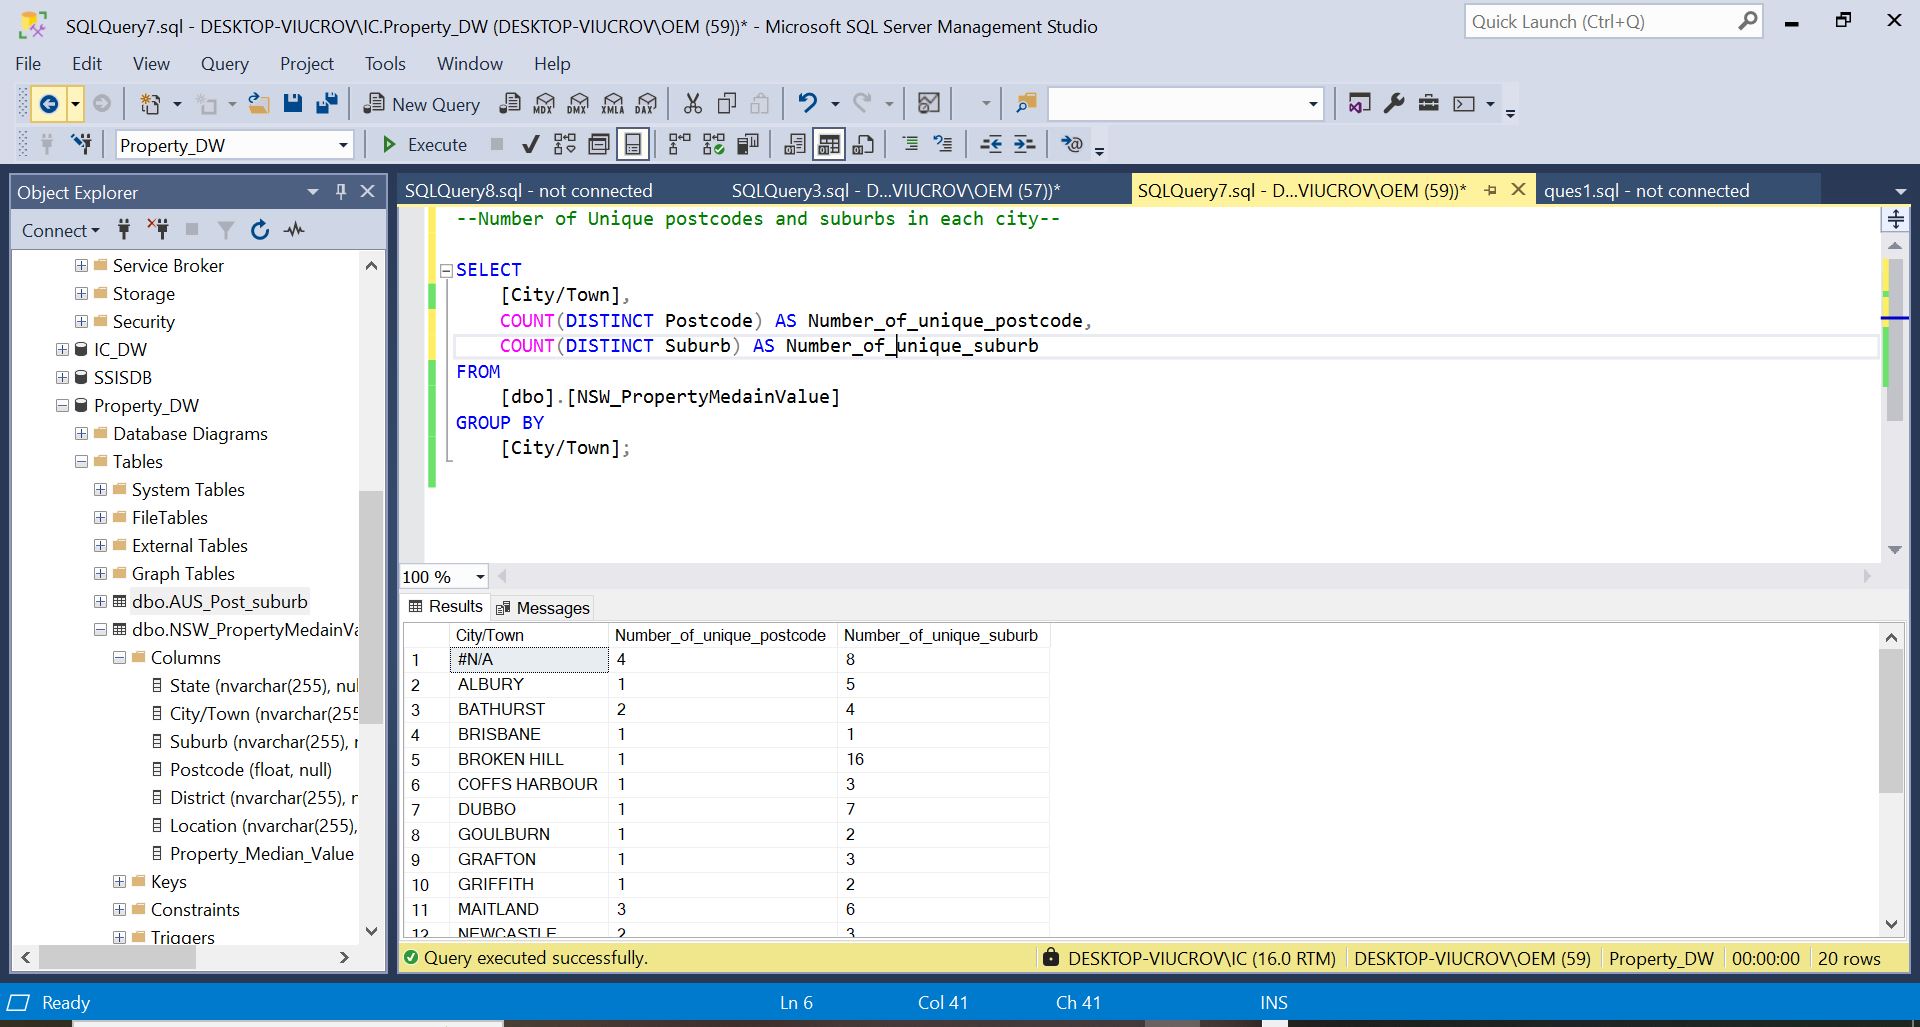 SQLQuery7.sql - DESKTOP-VIUCROV\IC.Property_DW (DESKTOP-VIUCROV\OEM (59))* - Microsoft SQL Server Management Studio
Quick Launch (Ctrl+Q)
File Edit View Query Project Tools Window Help
New Query MDX DMX XMLA DAX
Property_DW Execute
Object Explorer
Connect
Service Broker
Storage
Security
IC_DW
SSISDB
Property_DW
Database Diagrams
Tables
System Tables
FileTables
External Tables
Graph Tables
dbo.AUS_Post_suburb
dbo.NSW_PropertyMedainVa
Columns
State (nvarchar(255), nul
City/Town (nvarchar(255
Suburb (nvarchar(255), r
Postcode (float, null)
District (nvarchar(255), n
Location (nvarchar(255),
Property_Median_Value
Keys
Constraints
Triggers
SQLQuery8.sql - not connected
SQLQuery3.sql - D...VIUCROV\OEM (57))*
SQLQuery7.sql - D...VIUCROV\OEM (59))*
ques1.sql - not connected
--Number of Unique postcodes and suburbs in each city--
SELECT
[City/Town],
COUNT(DISTINCT Postcode) AS Number_of_unique_postcode,
COUNT(DISTINCT Suburb) AS Number_of_unique_suburb
FROM
[dbo].[NSW_PropertyMedainValue]
GROUP BY
[City/Town];
100 %
Results Messages
City/Town Number_of_unique_postcode Number_of_unique_suburb
1 #N/A 4 8
2 ALBURY 1 5
3 BATHURST 2 4
4 BRISBANE 1 1
5 BROKEN HILL 1 16
6 COFFS HARBOUR 1 3
7 DUBBO 1 7
8 GOULBURN 1 2
9 GRAFTON 1 3
10 GRIFFITH 1 2
11 MAITLAND 3 6
12 NEWCASTLE 2 3
Query executed successfully.
DESKTOP-VIUCROV\IC (16.0 RTM) DESKTOP-VIUCROV\OEM (59) Property_DW 00:00:00 20 rows
Ready Ln 6 Col 41 Ch 41 INS